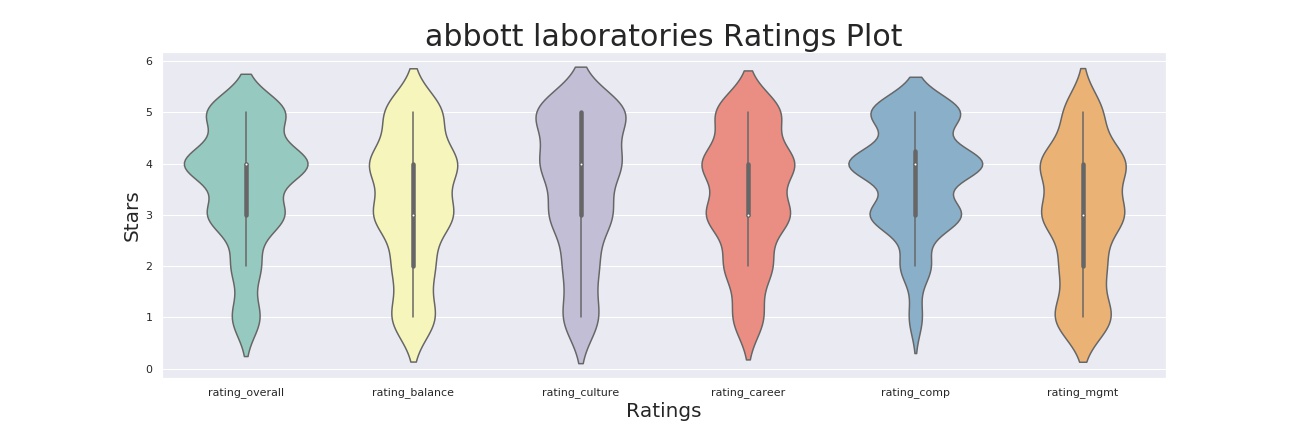 abbott laboratories Ratings Plot
6
5
4
3
2
1
0
Stars
rating_overall rating_balance rating_culture rating_career rating_comp rating_mgmt
Ratings